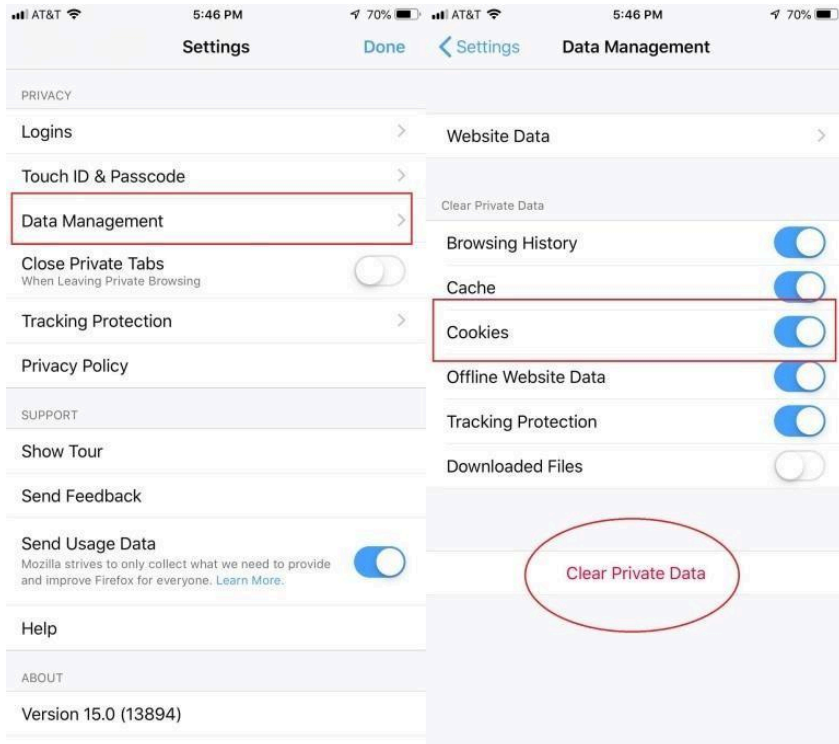 AT&T 5:46 PM 70%
Settings Done
PRIVACY
Logins
Touch ID & Passcode
Data Management
Close Private Tabs
When Leaving Private Browsing
Tracking Protection
Privacy Policy
SUPPORT
Show Tour
Send Feedback
Send Usage Data
Mozilla strives to only collect what we need to provide
and improve Firefox for everyone. Learn More.
Help
ABOUT
Version 15.0 (13894)
AT&T 5:46 PM 70%
Settings Data Management
Website Data
Clear Private Data
Browsing History
Cache
Cookies
Offline Website Data
Tracking Protection
Downloaded Files
Clear Private Data